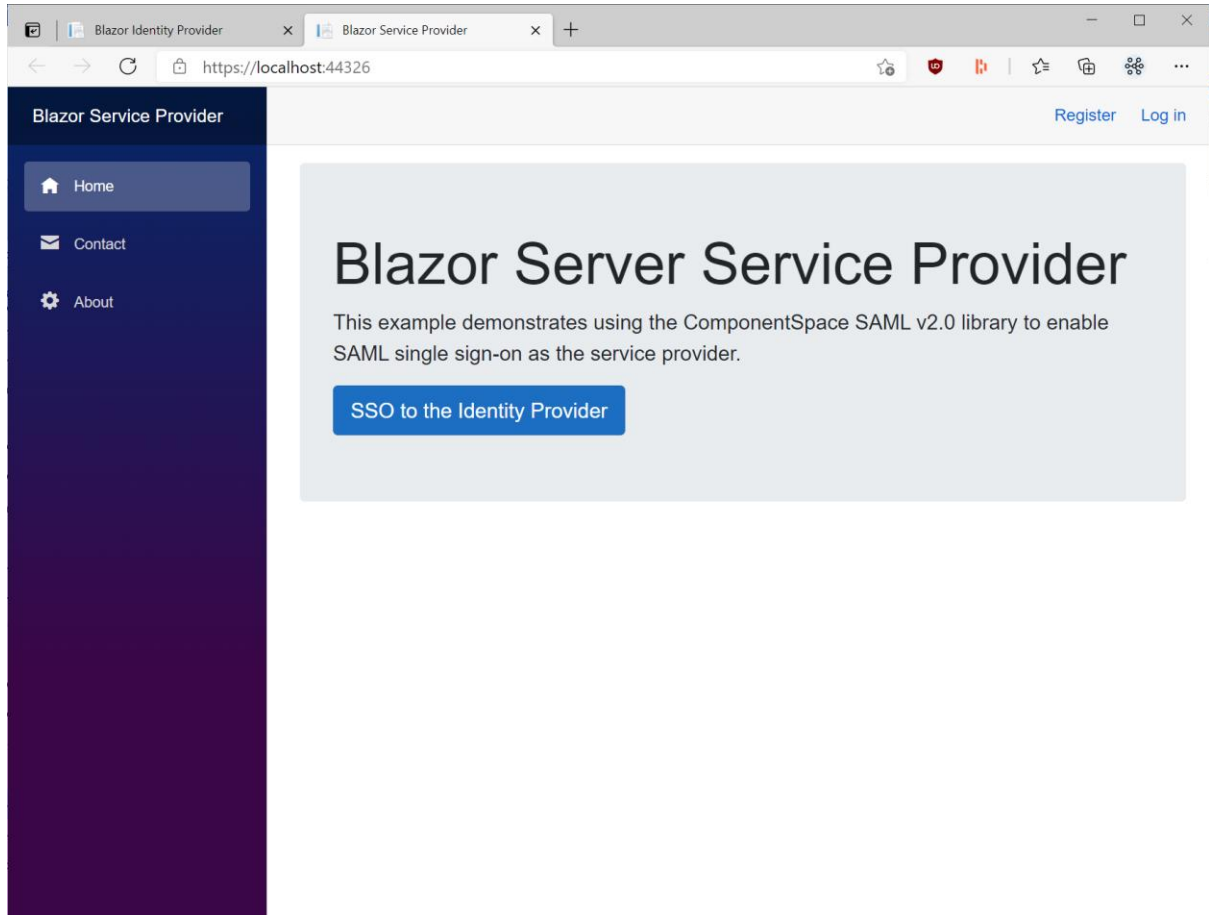 Blazor Identity Provider
Blazor Service Provider
https://localhost:44326
Blazor Service Provider
Register Log in
Home
Contact
About
Blazor Server Service Provider
This example demonstrates using the ComponentSpace SAML v2.0 library to enable
SAML single sign-on as the service provider.
SSO to the Identity Provider